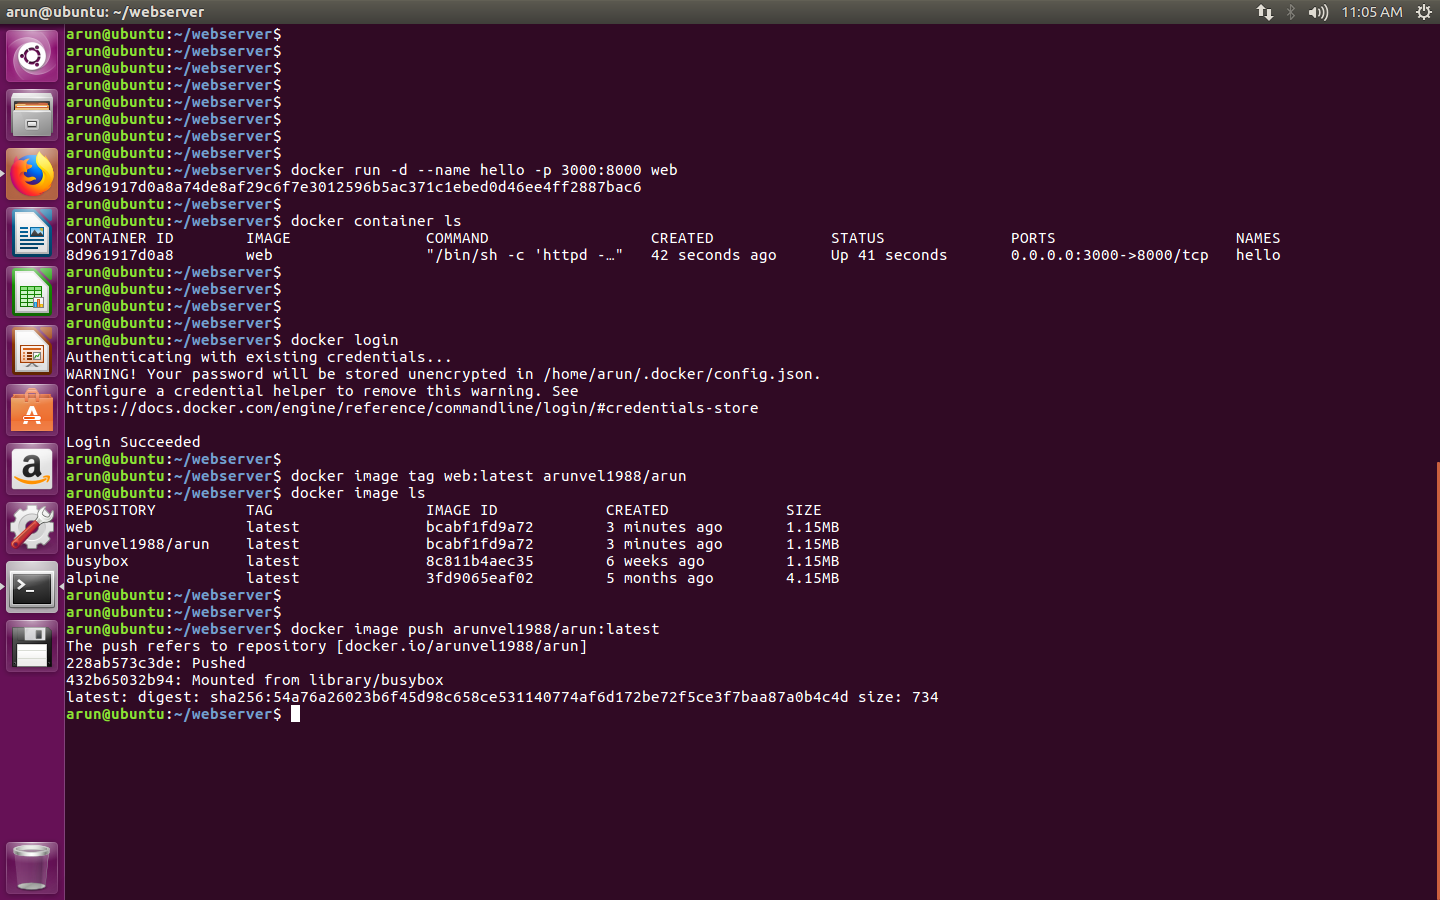 arun@ubuntu: ~/webserver
11:05 AM
arun@ubuntu:~/webserver$
arun@ubuntu:~/webserver$
arun@ubuntu:~/webserver$
arun@ubuntu:~/webserver$
arun@ubuntu:~/webserver$
arun@ubuntu:~/webserver$
arun@ubuntu:~/webserver$
arun@ubuntu:~/webserver$
arun@ubuntu:~/webserver$ docker run -d --name hello -p 3000:8000 web
8d961917d0a8a74de8af29c6f7e3012596b5ac371c1ebed0d46ee4ff2887bac6
arun@ubuntu:~/webserver$
arun@ubuntu:~/webserver$ docker container ls
CONTAINER ID IMAGE COMMAND CREATED STATUS PORTS NAMES
8d961917d0a8 web "/bin/sh -c 'httpd -…" 42 seconds ago Up 41 seconds 0.0.0.0:3000->8000/tcp hello
arun@ubuntu:~/webserver$
arun@ubuntu:~/webserver$
arun@ubuntu:~/webserver$
arun@ubuntu:~/webserver$
arun@ubuntu:~/webserver$ docker login
Authenticating with existing credentials...
WARNING! Your password will be stored unencrypted in /home/arun/.docker/config.json.
Configure a credential helper to remove this warning. See
https://docs.docker.com/engine/reference/commandline/login/#credentials-store
Login Succeeded
arun@ubuntu:~/webserver$
arun@ubuntu:~/webserver$ docker image tag web:latest arunvel1988/arun
arun@ubuntu:~/webserver$ docker image ls
REPOSITORY TAG IMAGE ID CREATED SIZE
web latest bcabf1fd9a72 3 minutes ago 1.15MB
arunvel1988/arun latest bcabf1fd9a72 3 minutes ago 1.15MB
busybox latest 8c811b4aec35 6 weeks ago 1.15MB
alpine latest 3fd9065eaf02 5 months ago 4.15MB
arun@ubuntu:~/webserver$
arun@ubuntu:~/webserver$
arun@ubuntu:~/webserver$ docker image push arunvel1988/arun:latest
The push refers to repository [docker.io/arunvel1988/arun]
228ab573c3de: Pushed
432b65032b94: Mounted from library/busybox
latest: digest: sha256:54a76a26023b6f45d98c658ce531140774af6d172be72f5ce3f7baa87a0b4c4d size: 734
arun@ubuntu:~/webserver$